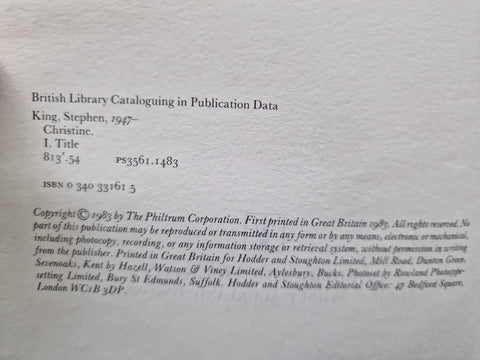 British Library Cataloguing in Publication Data
King, Stephen, 1947–
Christine.
I. Title
813'.54 PS3561.1483
ISBN 0 340 33161 5
Copyright © 1983 by The Philtrum Corporation. First printed in Great Britain 1983. All rights reserved. No
part of this publication may be reproduced or transmitted in any form or by any means, electronic or mechanical,
including photocopy, recording, or any information storage or retrieval system, without permission in writing
from the publisher. Printed in Great Britain for Hodder and Stoughton Limited, Mill Road, Dunton Green,
Sevenoaks, Kent by Hazell, Watson & Viney Limited, Aylesbury, Bucks. Photoset by Rowland Photype-
setting Limited, Bury St Edmunds, Suffolk. Hodder and Stoughton Editorial Office: 47 Bedford Square,
London WC1B 3DP.